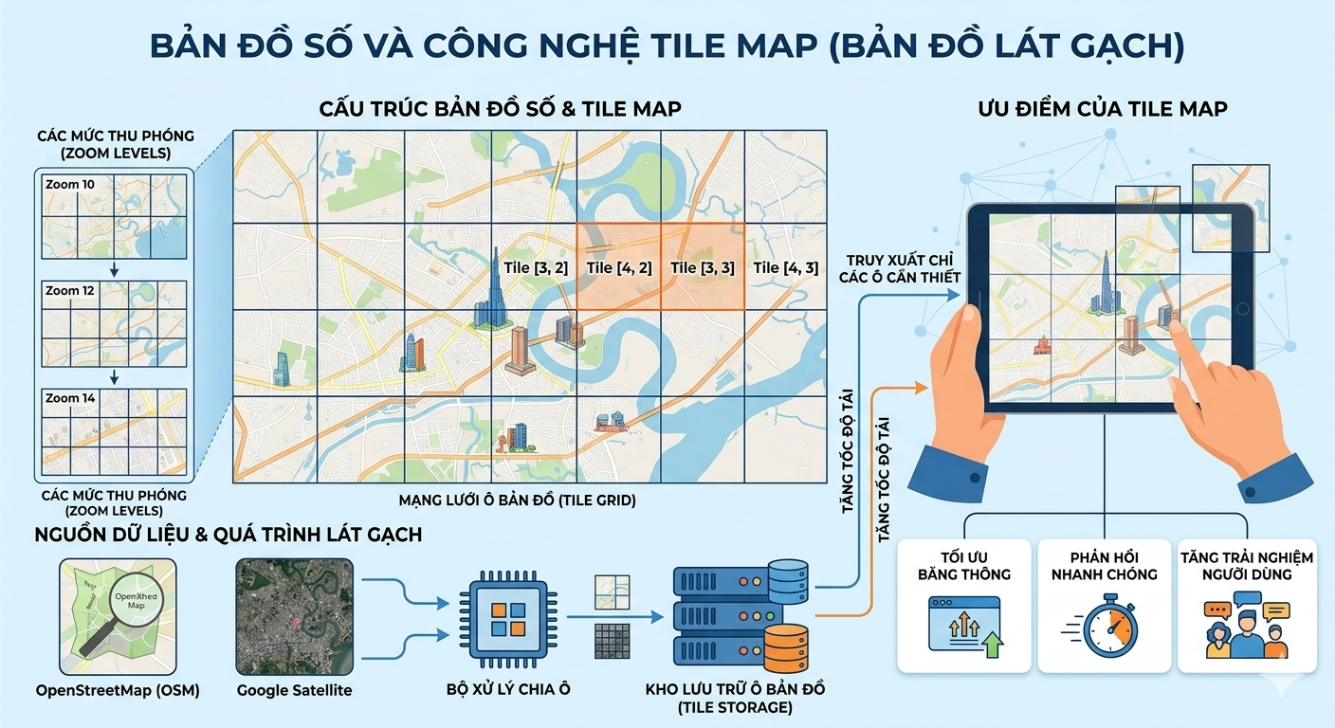 BẢN ĐỒ SỐ VÀ CÔNG NGHỆ TILE MAP (BẢN ĐỒ LÁT GẠCH)
CẤU TRÚC BẢN ĐỒ SỐ & TILE MAP
CÁC MỨC THU PHÓNG
(ZOOM LEVELS)
Zoom 10
Zoom 12
Zoom 14
CÁC MỨC THU PHÓNG
(ZOOM LEVELS)
Tile [3, 2]
Tile [4, 2]
Tile [3, 3]
Tile [4, 3]
MẠNG LƯỚI Ô BẢN ĐỒ (TILE GRID)
ƯU ĐIỂM CỦA TILE MAP
TRUY XUẤT CHỈ
CÁC Ô CẦN THIẾT
TĂNG TỐC ĐỘ TẢI
TĂNG TỐC ĐỘ TẢI
TỐI ƯU
BĂNG THÔNG
PHẢN HỒI
NHANH CHÓNG
TĂNG TRẢI NGHIỆM
NGƯỜI DÙNG
NGUỒN DỮ LIỆU & QUÁ TRÌNH LÁT GẠCH
Map
OpenStreetMap (OSM)
Google Satellite
BỘ XỬ LÝ CHIA Ô
KHO LƯU TRỮ Ô BẢN ĐỒ
(TILE STORAGE)